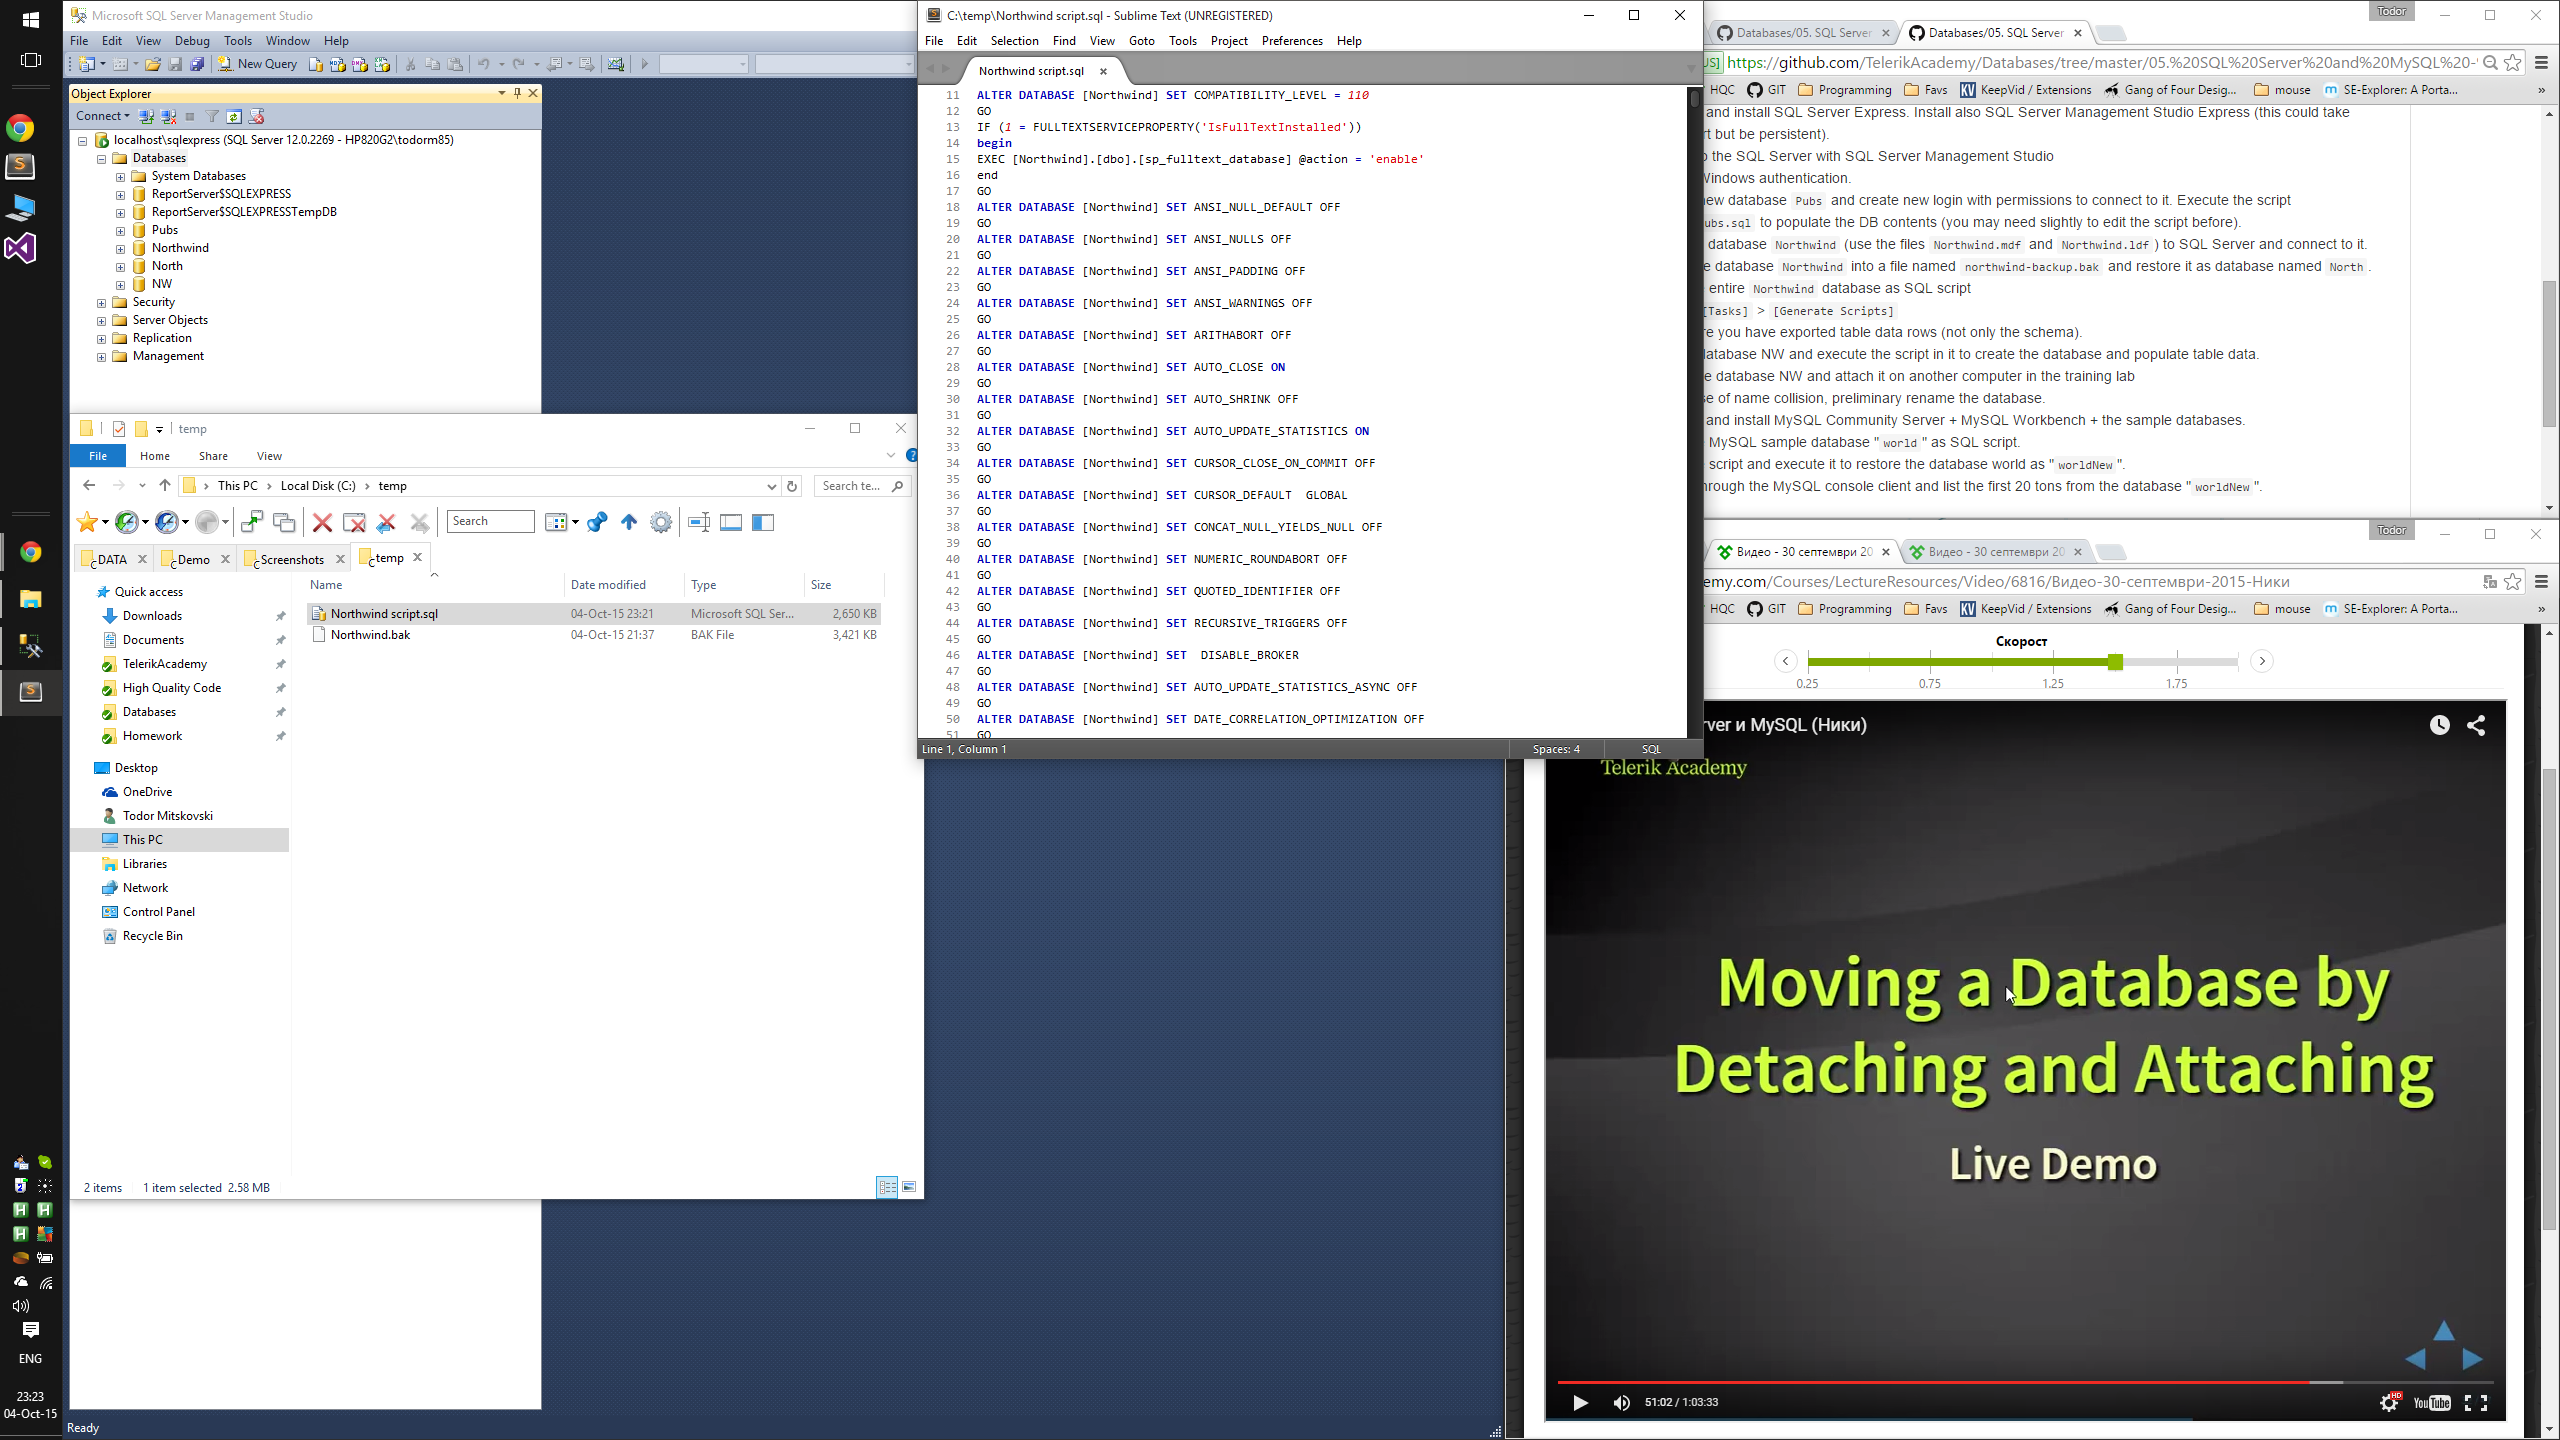 Microsoft SQL Server Management Studio
File Edit View Debug Tools Window Help
New Query
Object Explorer
Connect
localhost\sqlexpress (SQL Server 12.0.2269 - HP820G2\todorm85)
Databases
System Databases
ReportServer$SQLEXPRESS
ReportServer$SQLEXPRESSTempDB
Pubs
Northwind
North
NW
Security
Server Objects
Replication
Management
temp
File Home Share View
This PC Local Disk (C:) temp
Search te...
Search
DATA Demo Screenshots temp
Name Date modified Type Size
Northwind script.sql 04-Oct-15 23:21 Microsoft SQL Ser... 2,650 KB
Northwind.bak 04-Oct-15 21:37 BAK File 3,421 KB
Quick access
Downloads
Documents
TelerikAcademy
High Quality Code
Databases
Homework
Desktop
OneDrive
Todor Mitskovski
This PC
Libraries
Network
Control Panel
Recycle Bin
2 items 1 item selected 2.58 MB
ENG
23:23
04-Oct-15
Ready
C:\temp\Northwind script.sql - Sublime Text (UNREGISTERED)
File Edit Selection Find View Goto Tools Project Preferences Help
Northwind script.sql
11 ALTER DATABASE [Northwind] SET COMPATIBILITY_LEVEL = 110
12 GO
13 IF (1 = FULLTEXTSERVICEPROPERTY('IsFullTextInstalled'))
14 begin
15 EXEC [Northwind].[dbo].[sp_fulltext_database] @action = 'enable'
16 end
17 GO
18 ALTER DATABASE [Northwind] SET ANSI_NULL_DEFAULT OFF
19 GO
20 ALTER DATABASE [Northwind] SET ANSI_NULLS OFF
21 GO
22 ALTER DATABASE [Northwind] SET ANSI_PADDING OFF
23 GO
24 ALTER DATABASE [Northwind] SET ANSI_WARNINGS OFF
25 GO
26 ALTER DATABASE [Northwind] SET ARITHABORT OFF
27 GO
28 ALTER DATABASE [Northwind] SET AUTO_CLOSE ON
29 GO
30 ALTER DATABASE [Northwind] SET AUTO_SHRINK OFF
31 GO
32 ALTER DATABASE [Northwind] SET AUTO_UPDATE_STATISTICS ON
33 GO
34 ALTER DATABASE [Northwind] SET CURSOR_CLOSE_ON_COMMIT OFF
35 GO
36 ALTER DATABASE [Northwind] SET CURSOR_DEFAULT  GLOBAL
37 GO
38 ALTER DATABASE [Northwind] SET CONCAT_NULL_YIELDS_NULL OFF
39 GO
40 ALTER DATABASE [Northwind] SET NUMERIC_ROUNDABORT OFF
41 GO
42 ALTER DATABASE [Northwind] SET QUOTED_IDENTIFIER OFF
43 GO
44 ALTER DATABASE [Northwind] SET RECURSIVE_TRIGGERS OFF
45 GO
46 ALTER DATABASE [Northwind] SET  DISABLE_BROKER
47 GO
48 ALTER DATABASE [Northwind] SET AUTO_UPDATE_STATISTICS_ASYNC OFF
49 GO
50 ALTER DATABASE [Northwind] SET DATE_CORRELATION_OPTIMIZATION OFF
51 GO
Line 1, Column 1 Spaces: 4 SQL
Todor
Databases/05. SQL Server Databases/05. SQL Server
US] https://github.com/TelerikAcademy/Databases/tree/master/05.%20SQL%20Server%20and%20MySQL%20-
HQC GIT Programming Favs KeepVid / Extensions Gang of Four Desig... mouse SE-Explorer: A Porta... »
and install SQL Server Express. Install also SQL Server Management Studio Express (this could take
t but be persistent).
the SQL Server with SQL Server Management Studio
Windows authentication.
new database Pubs and create new login with permissions to connect to it. Execute the script
ubs.sql to populate the DB contents (you may need slightly to edit the script before).
database Northwind (use the files Northwind.mdf and Northwind.ldf ) to SQL Server and connect to it.
e database Northwind into a file named northwind-backup.bak and restore it as database named North .
entire Northwind database as SQL script
[Tasks] > [Generate Scripts]
e you have exported table data rows (not only the schema).
database NW and execute the script in it to create the database and populate table data.
e database NW and attach it on another computer in the training lab
se of name collision, preliminary rename the database.
and install MySQL Community Server + MySQL Workbench + the sample databases.
MySQL sample database " world " as SQL script.
script and execute it to restore the database world as " worldNew ".
hrough the MySQL console client and list the first 20 tons from the database " worldNew ".
Todor
Видео - 30 септември 20 Видео - 30 септември 20
emy.com/Courses/LectureResources/Video/6816/Видео-30-септември-2015-Ники
HQC GIT Programming Favs KeepVid / Extensions Gang of Four Desig... mouse SE-Explorer: A Porta... »
Скорост
0.25 0.75 1.25 1.75
rver и MySQL (Ники)
Telerik Academy
Moving a Database by
Detaching and Attaching
Live Demo
51:02 / 1:03:33
HD
YouTube